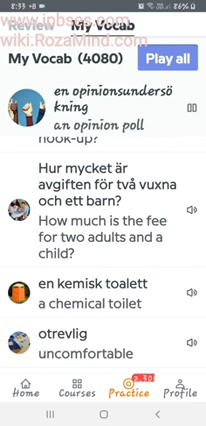 8:33
86%
www.ipbses.com
Review My Vocab
wiki.RozaMind.com
My Vocab (4080) Play all
en opinionsundersö
kning
an opinion poll
hook-up?
Hur mycket är
avgiften för två vuxna
och ett barn?
How much is the fee
for two adults and a
child?
en kemisk toalett
a chemical toilet
otrevlig
uncomfortable
2.30
Home Courses Practice Profile